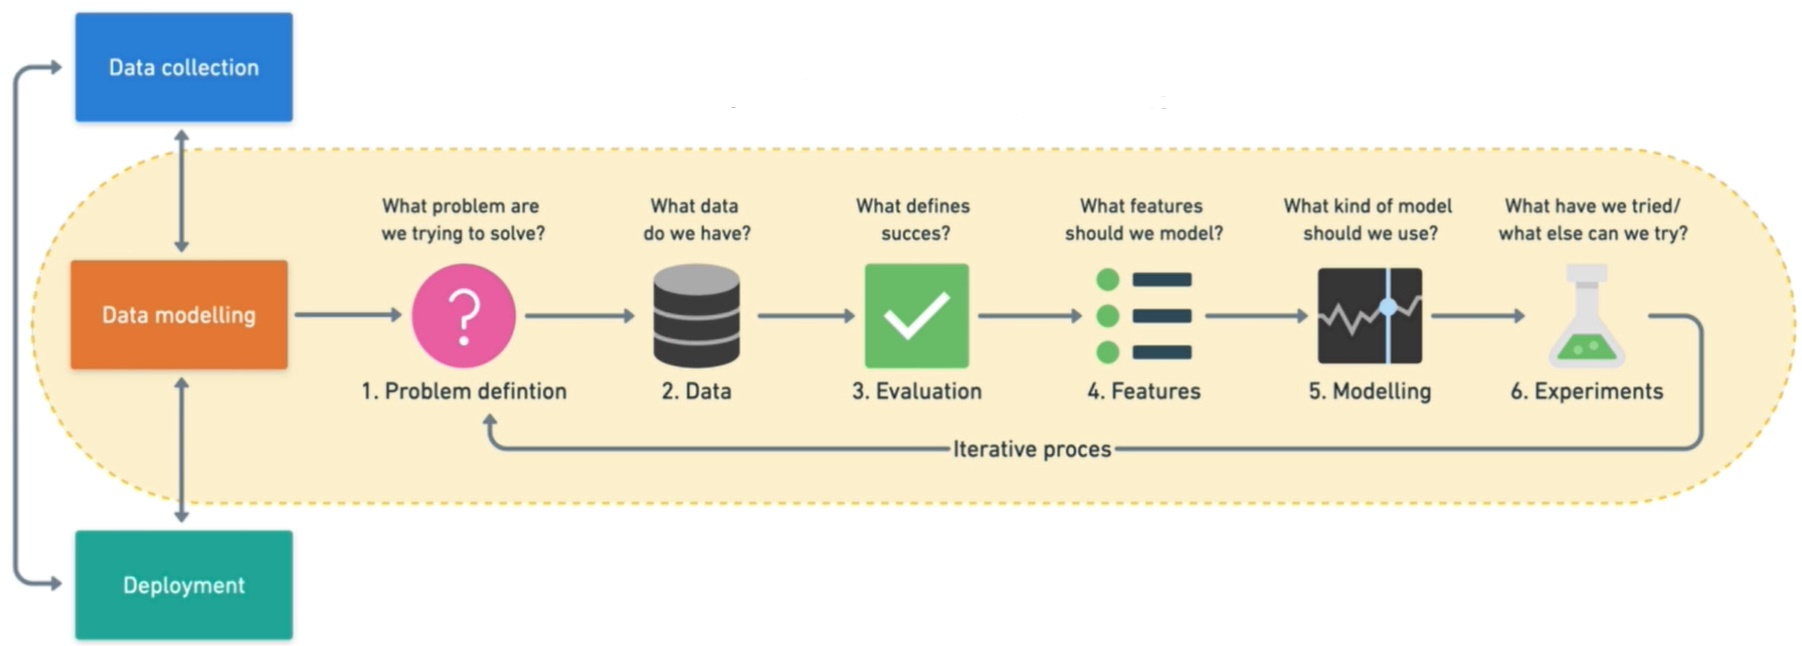 Data collection
What problem are
we trying to solve?
What data
do we have?
What defines
succes?
What features
should we model?
What kind of model
should we use?
What have we tried/
what else can we try?
Data modelling
1. Problem defintion
2. Data
3. Evaluation
4. Features
5. Modelling
6. Experiments
Iterative proces
Deployment